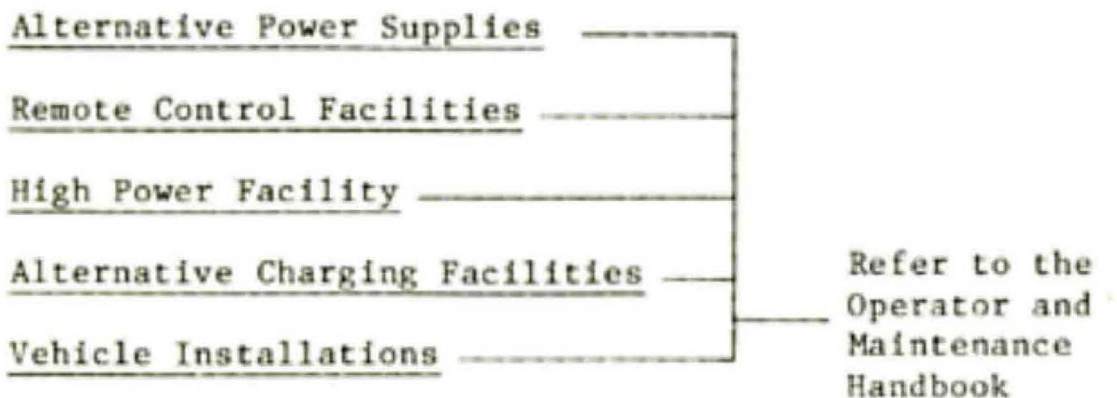 Alternative Power Supplies
Remote Control Facilities
High Power Facility
Alternative Charging Facilities
Vehicle Installations
Refer to the
Operator and
Maintenance
Handbook